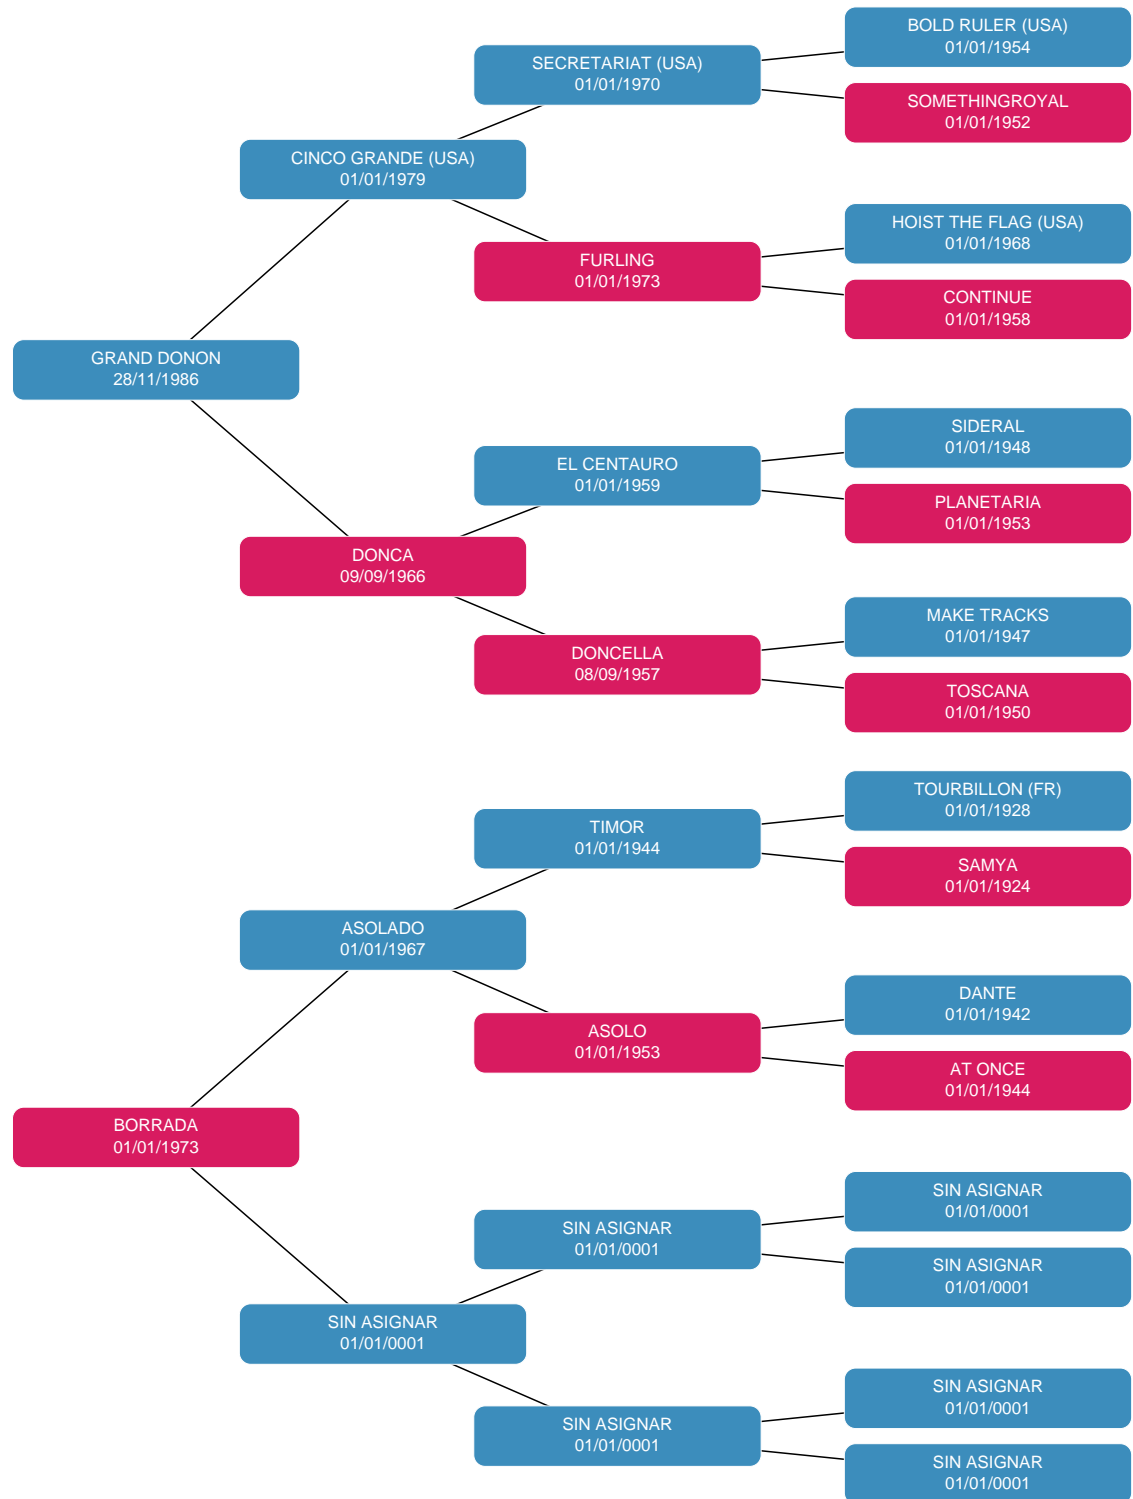 BOLD RULER (USA)
01/01/1954
SECRETARIAT (USA)
01/01/1970
SOMETHINGROYAL
01/01/1952
CINCO GRANDE (USA)
01/01/1979
HOIST THE FLAG (USA)
01/01/1968
FURLING
01/01/1973
CONTINUE
01/01/1958
GRAND DONON
28/11/1986
SIDERAL
01/01/1948
EL CENTAURO
01/01/1959
PLANETARIA
01/01/1953
DONCA
09/09/1966
MAKE TRACKS
01/01/1947
DONCELLA
08/09/1957
TOSCANA
01/01/1950
TOURBILLON (FR)
01/01/1928
TIMOR
01/01/1944
SAMYA
01/01/1924
ASOLADO
01/01/1967
DANTE
01/01/1942
ASOLO
01/01/1953
AT ONCE
01/01/1944
BORRADA
01/01/1973
SIN ASIGNAR
01/01/0001
SIN ASIGNAR
01/01/0001
SIN ASIGNAR
01/01/0001
SIN ASIGNAR
01/01/0001
SIN ASIGNAR
01/01/0001
SIN ASIGNAR
01/01/0001
SIN ASIGNAR
01/01/0001